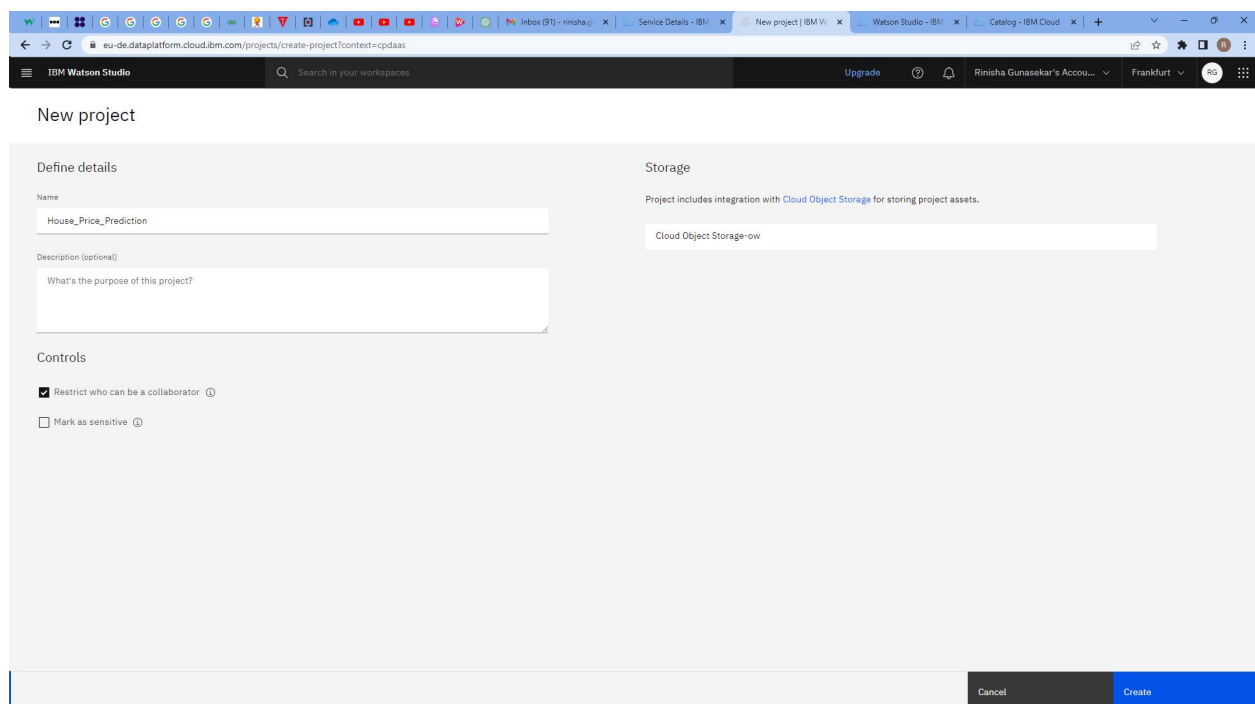 Inbox (91) - rinisha.g
Service Details - IBM
New project | IBM W
Watson Studio - IBM
Catalog - IBM Cloud
eu-de.dataplatform.cloud.ibm.com/projects/create-project?context=cpdaas
R
IBM Watson Studio
Search in your workspaces
Upgrade
Rinisha Gunasekar's Accou...
Frankfurt
RG
New project
Define details
Name
House_Price_Prediction
Description (optional)
What's the purpose of this project?
Controls
Restrict who can be a collaborator
Mark as sensitive
Storage
Project includes integration with Cloud Object Storage for storing project assets.
Cloud Object Storage-ow
Cancel
Create